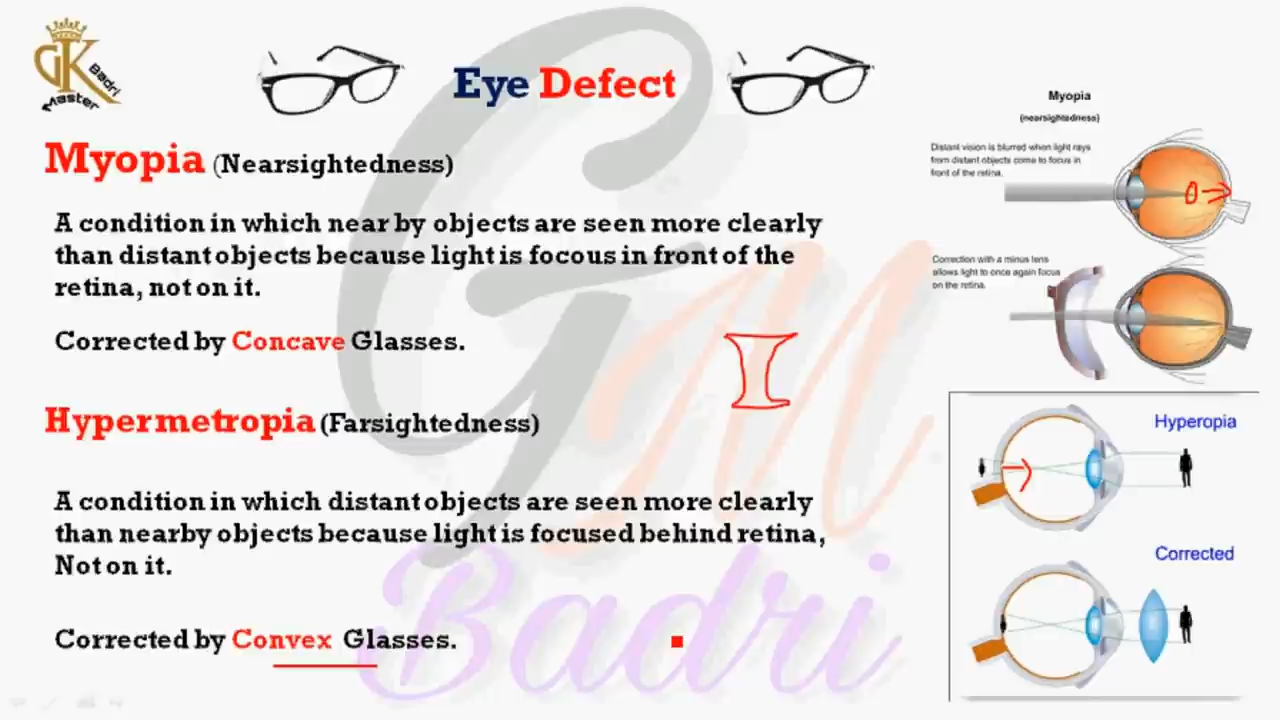 GK
Master
Badri
Eye Defect
Myopia (Nearsightedness)
A condition in which near by objects are seen more clearly
than distant objects because light is focous in front of the
retina, not on it.
Corrected by Concave Glasses.
Hypermetropia (Farsightedness)
A condition in which distant objects are seen more clearly
than nearby objects because light is focused behind retina,
Not on it.
Corrected by Convex Glasses.
Myopia
(nearsightedness)
Distant vision is blurred when light rays
from distant objects come to focus in
front of the retina.
Correction with a minus lens
allows light to once again focus
on the retina.
Hyperopia
Corrected
GM
Badri